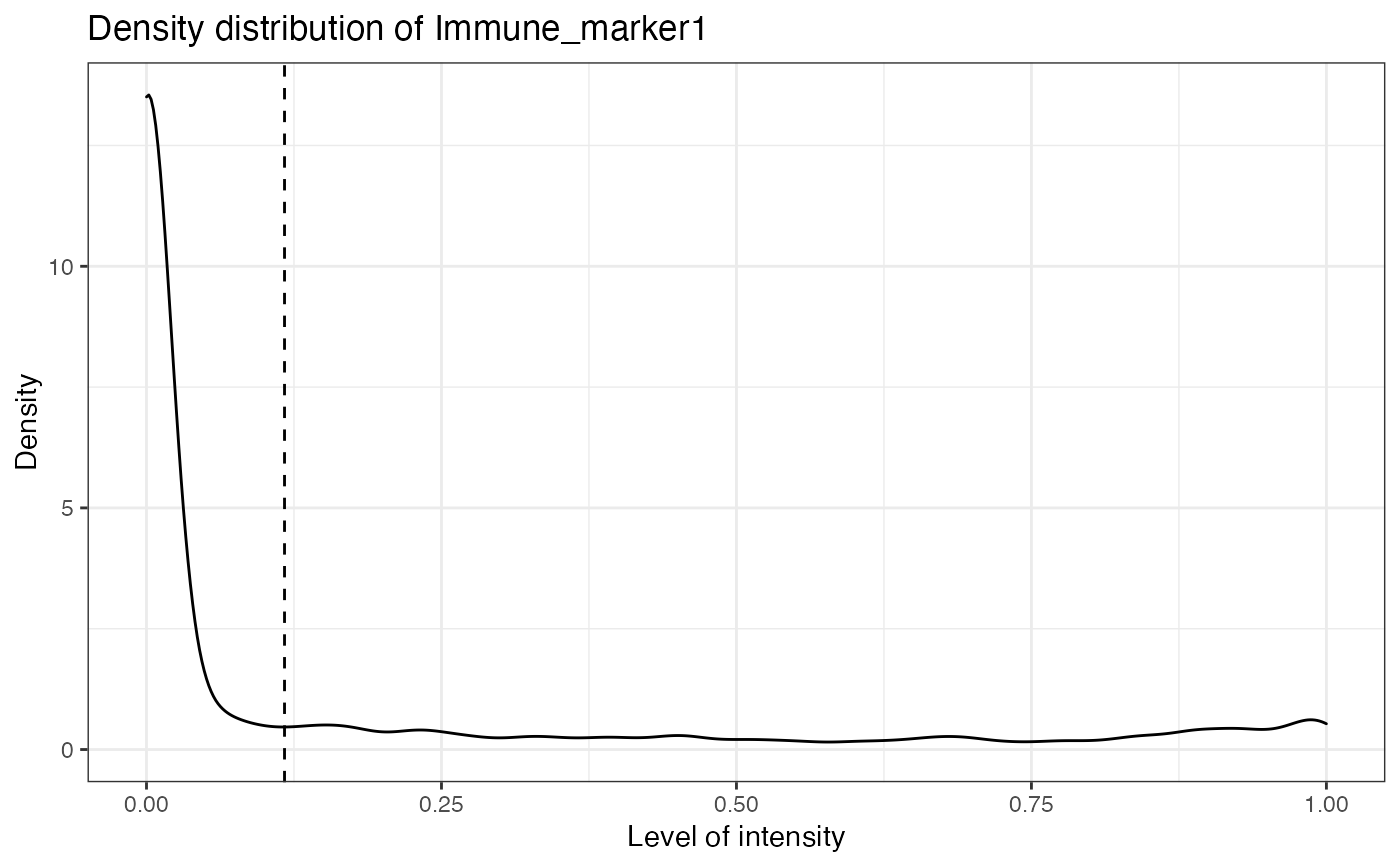 Density distribution of Immune_marker1
10
5
0
Density
0.00 0.25 0.50 0.75 1.00
Level of intensity